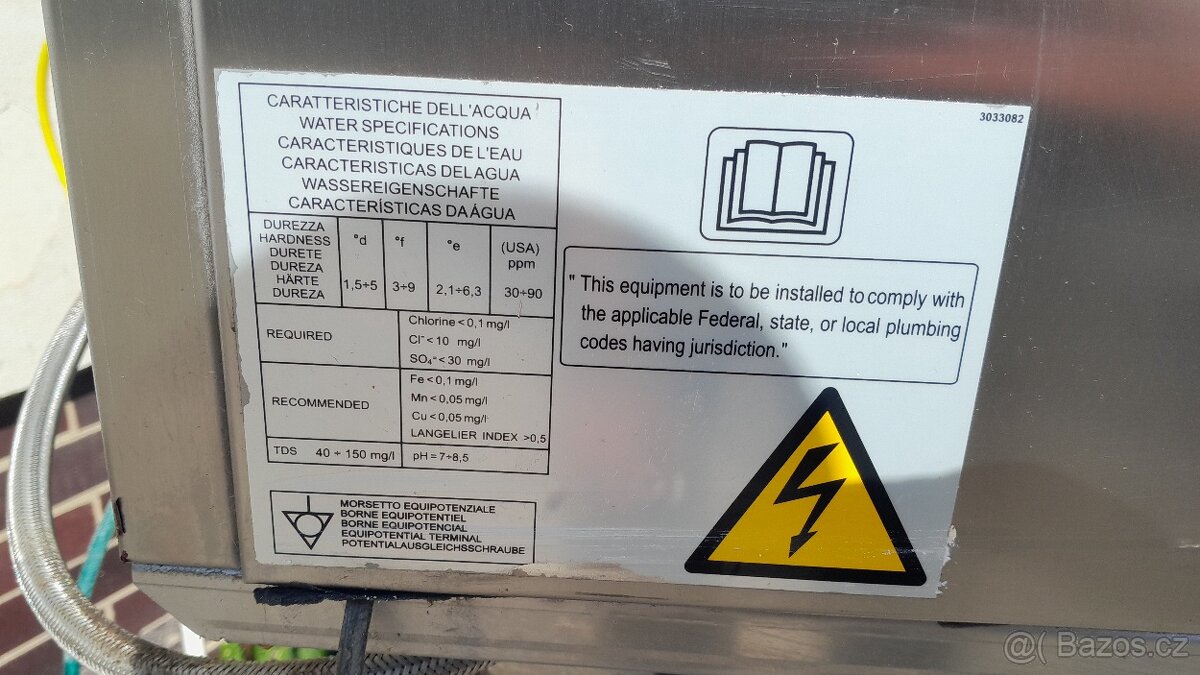 CARATTERISTICHE DELL'ACQUA
WATER SPECIFICATIONS
CARACTERISTIQUES DE L'EAU
CARACTERISTICAS DEL AGUA
WASSEREIGENSCHAFTE
CARACTERÍSTICAS DA ÁGUA
DUREZZA
HARDNESS
DURETE
DUREZA
HÄRTE
DUREZA
°d
1,5÷5
°f
3÷9
°e
2,1÷6,3
(USA)
ppm
30÷90
REQUIRED
Chlorine < 0,1 mg/l
Cl⁻ < 10 mg/l
SO₄⁼ < 30 mg/l
RECOMMENDED
Fe < 0,1 mg/l
Mn < 0,05 mg/l
Cu < 0,05 mg/l
LANGELIER INDEX >0,5
TDS 40 ÷ 150 mg/l
pH = 7÷8,5
MORSETTO EQUIPOTENZIALE
BORNE EQUIPOTENTIEL
BORNE EQUIPOTENCIAL
EQUIPOTENTIAL TERMINAL
POTENTIALAUSGLEICHSSCHRAUBE
3033082
" This equipment is to be installed to comply with
the applicable Federal, state, or local plumbing
codes having jurisdiction."
Bazos.cz